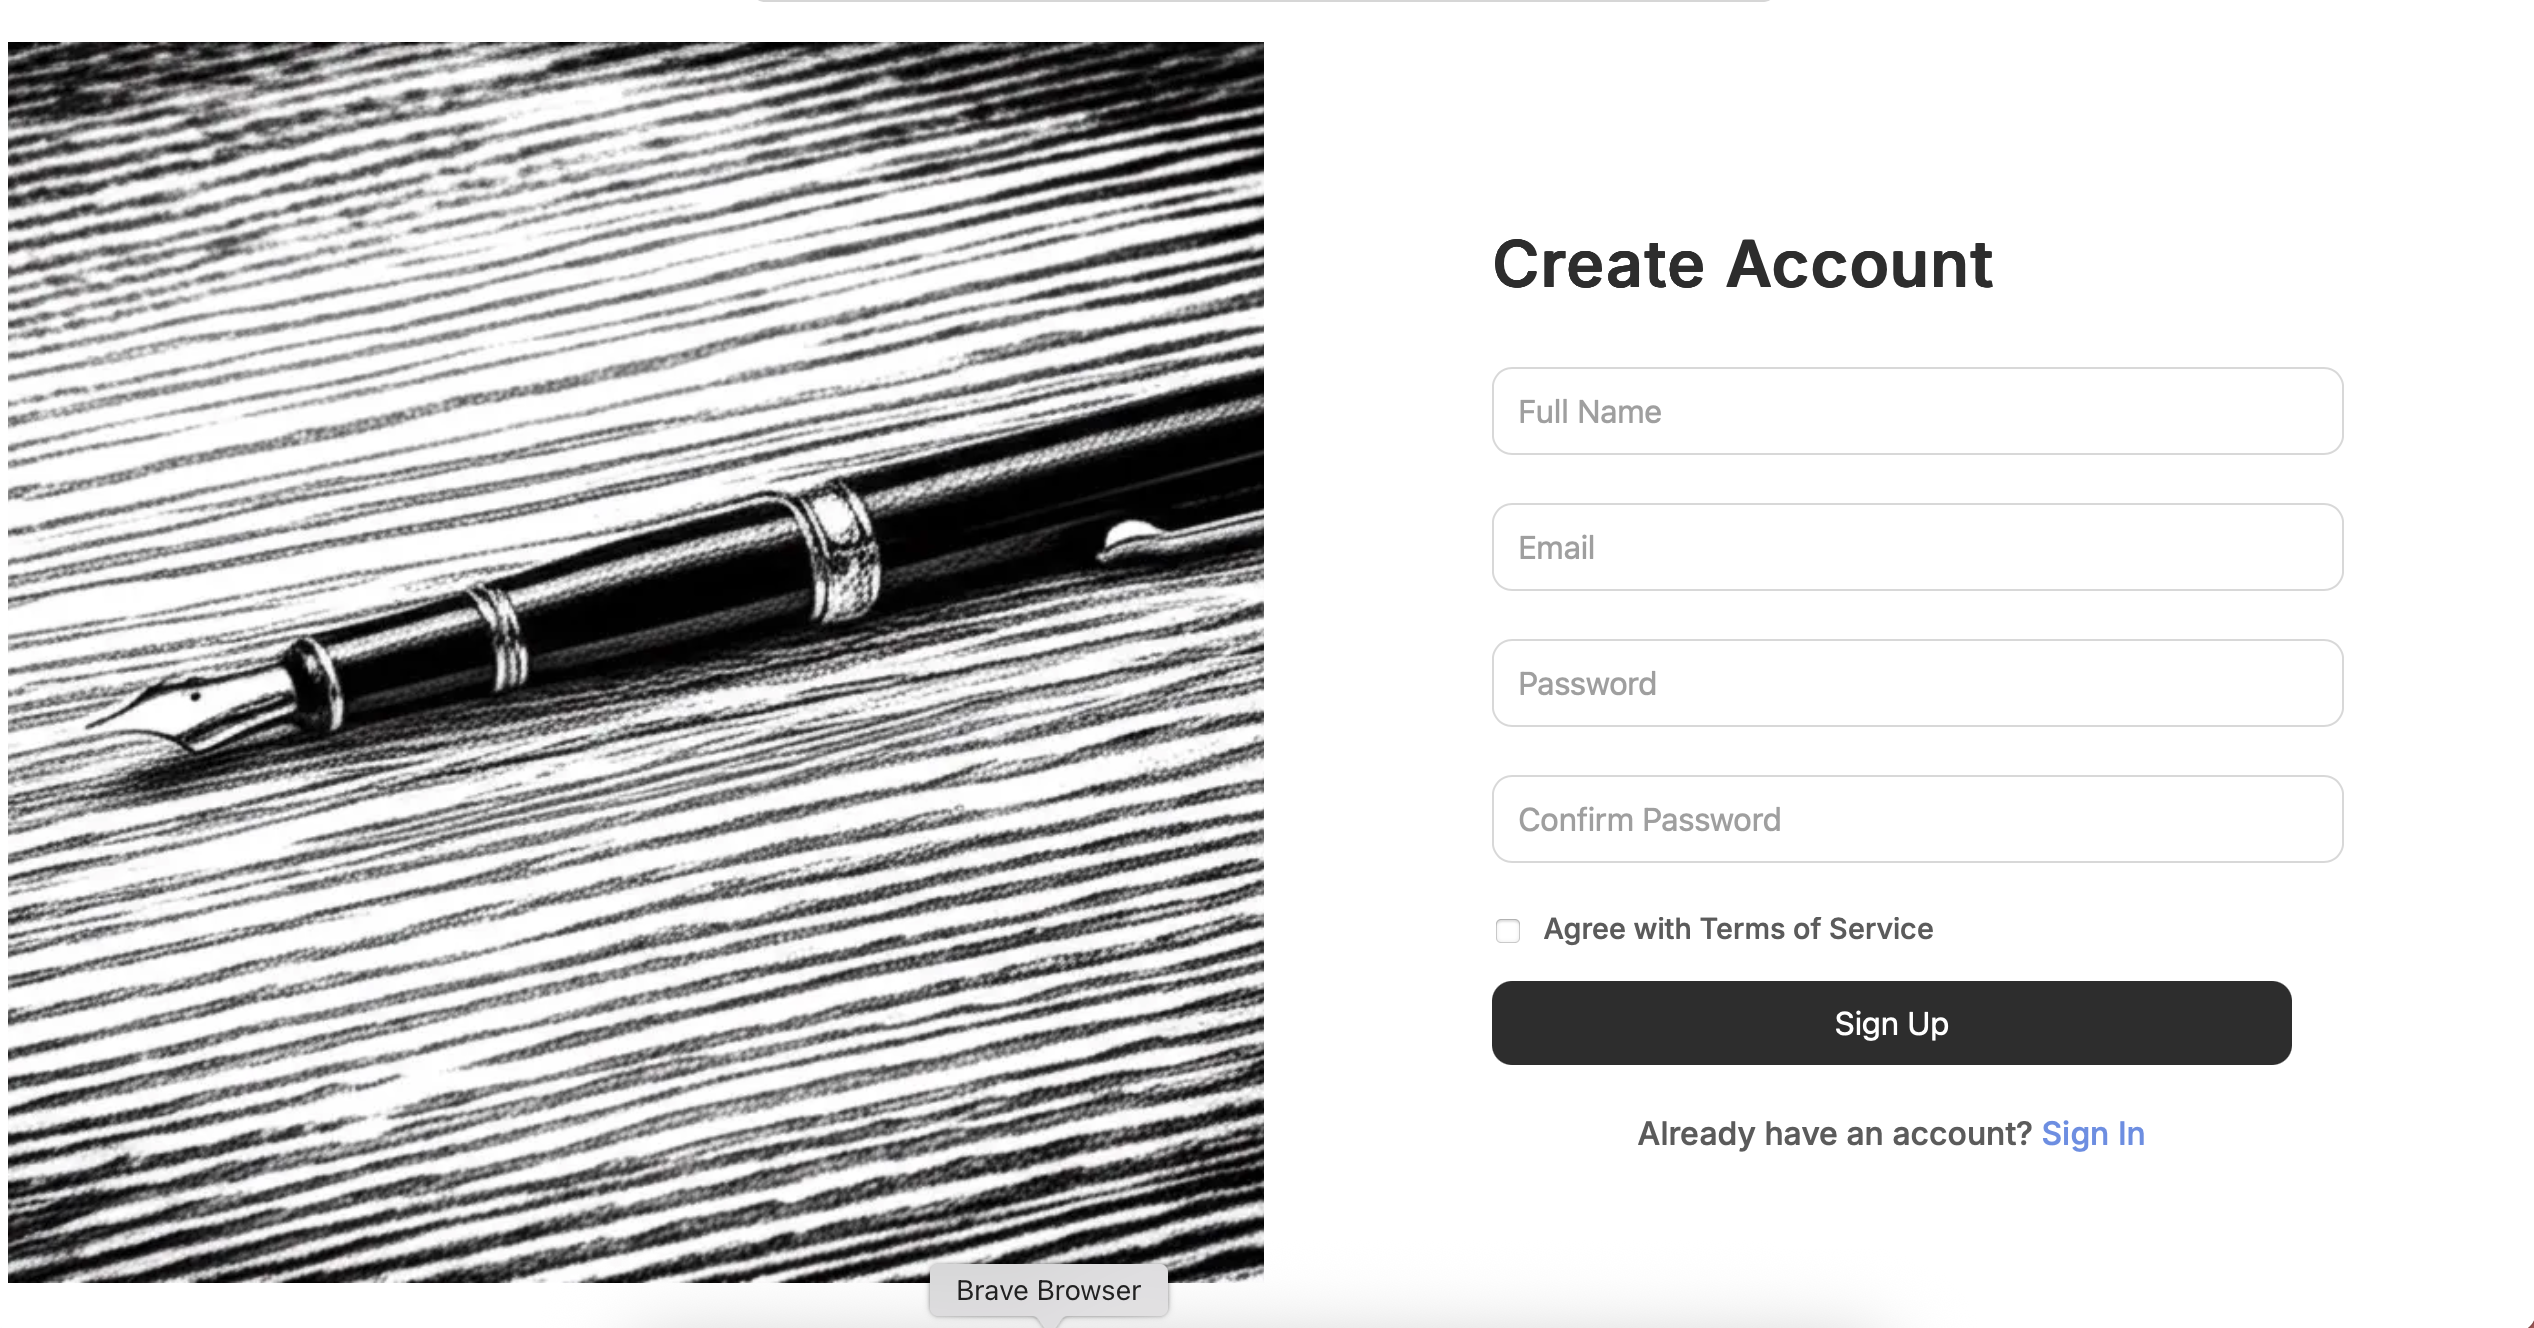 Create Account
Full Name
Email
Password
Confirm Password
Agree with Terms of Service
Sign Up
Already have an account? Sign In
Brave Browser